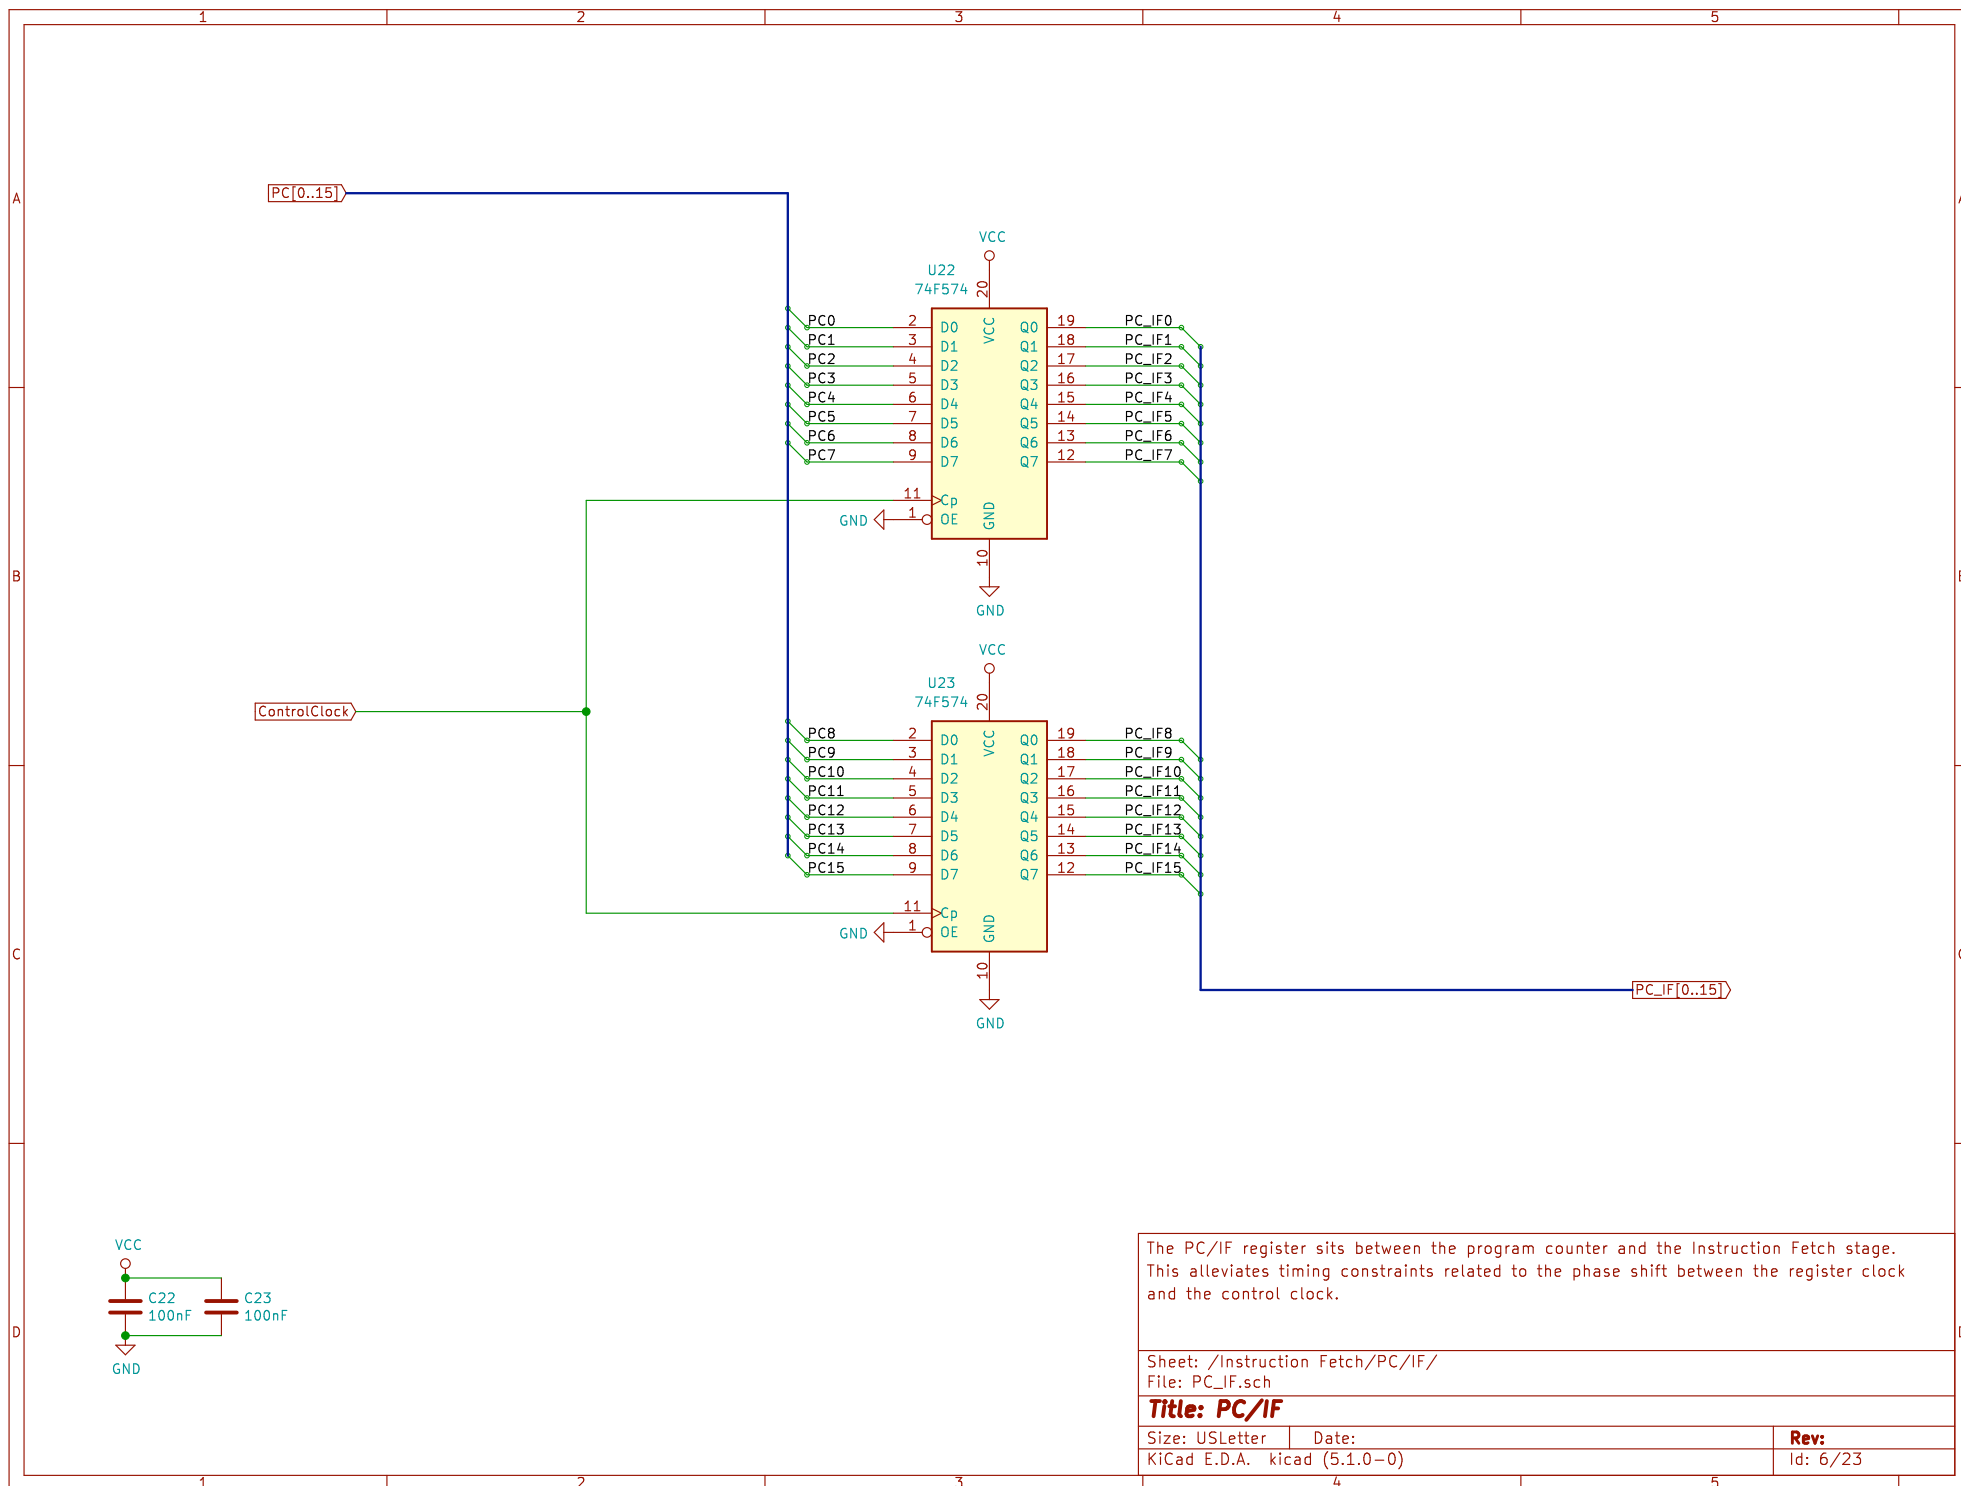 1 2 3 4 5
A
PC[0..15]
VCC
U22
74F574
20
VCC
PC0 2 D0 Q0 19 PC_IF0
PC1 3 D1 Q1 18 PC_IF1
PC2 4 D2 Q2 17 PC_IF2
PC3 5 D3 Q3 16 PC_IF3
PC4 6 D4 Q4 15 PC_IF4
PC5 7 D5 Q5 14 PC_IF5
PC6 8 D6 Q6 13 PC_IF6
PC7 9 D7 Q7 12 PC_IF7
11 Cp
GND 1 OE GND
10
B
GND
VCC
U23
74F574
20
ControlClock
VCC
PC8 2 D0 Q0 19 PC_IF8
PC9 3 D1 Q1 18 PC_IF9
PC10 4 D2 Q2 17 PC_IF10
PC11 5 D3 Q3 16 PC_IF11
PC12 6 D4 Q4 15 PC_IF12
PC13 7 D5 Q5 14 PC_IF13
PC14 8 D6 Q6 13 PC_IF14
PC15 9 D7 Q7 12 PC_IF15
11 Cp
GND 1 OE GND
C
10
PC_IF[0..15]
GND
VCC
C22
100nF
C23
100nF
GND
D
The PC/IF register sits between the program counter and the Instruction Fetch stage.
This alleviates timing constraints related to the phase shift between the register clock
and the control clock.
Sheet: /Instruction Fetch/PC/IF/
File: PC_IF.sch
Title: PC/IF
Size: USLetter Date: Rev:
KiCad E.D.A. kicad (5.1.0-0) Id: 6/23
1 2 3 4 5